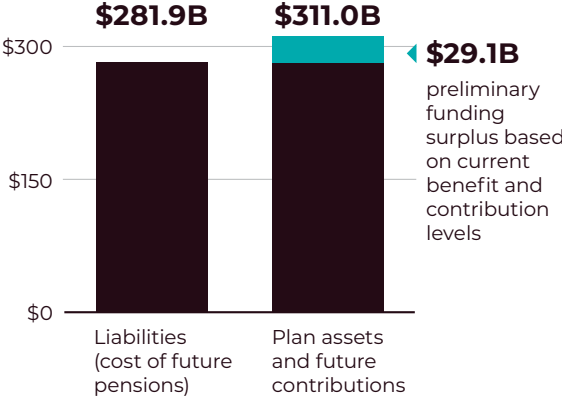 $281.9B
$311.0B
$300
$150
$0
$29.1B
preliminary
funding
surplus based
on current
benefit and
contribution
levels
Liabilities
(cost of future
pensions)
Plan assets
and future
contributions